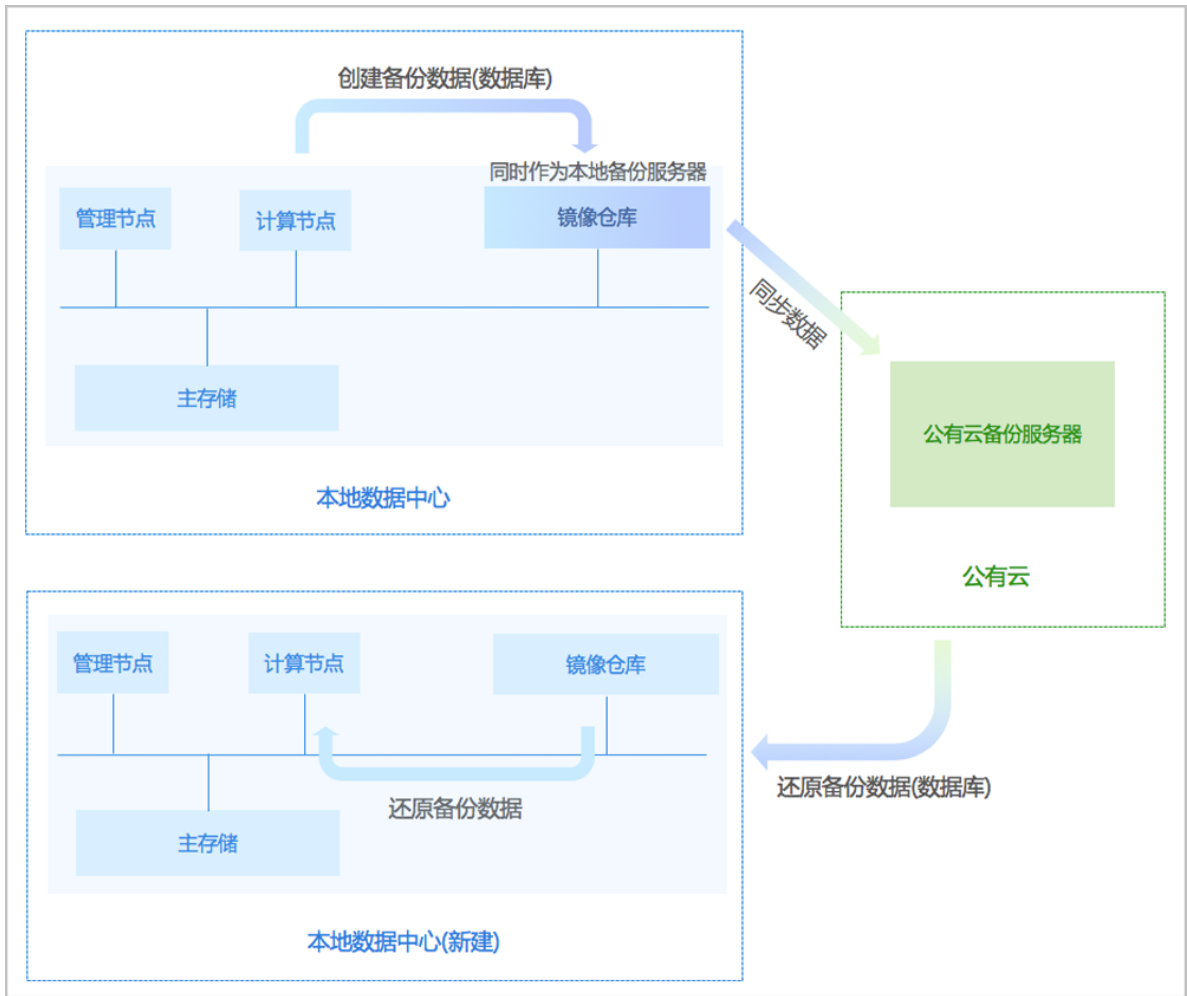 创建备份数据(数据库)
同时作为本地备份服务器
管理节点
计算节点
镜像仓库
同步数据
主存储
公有云备份服务器
本地数据中心
公有云
管理节点
计算节点
镜像仓库
还原备份数据(数据库)
还原备份数据
主存储
本地数据中心(新建)